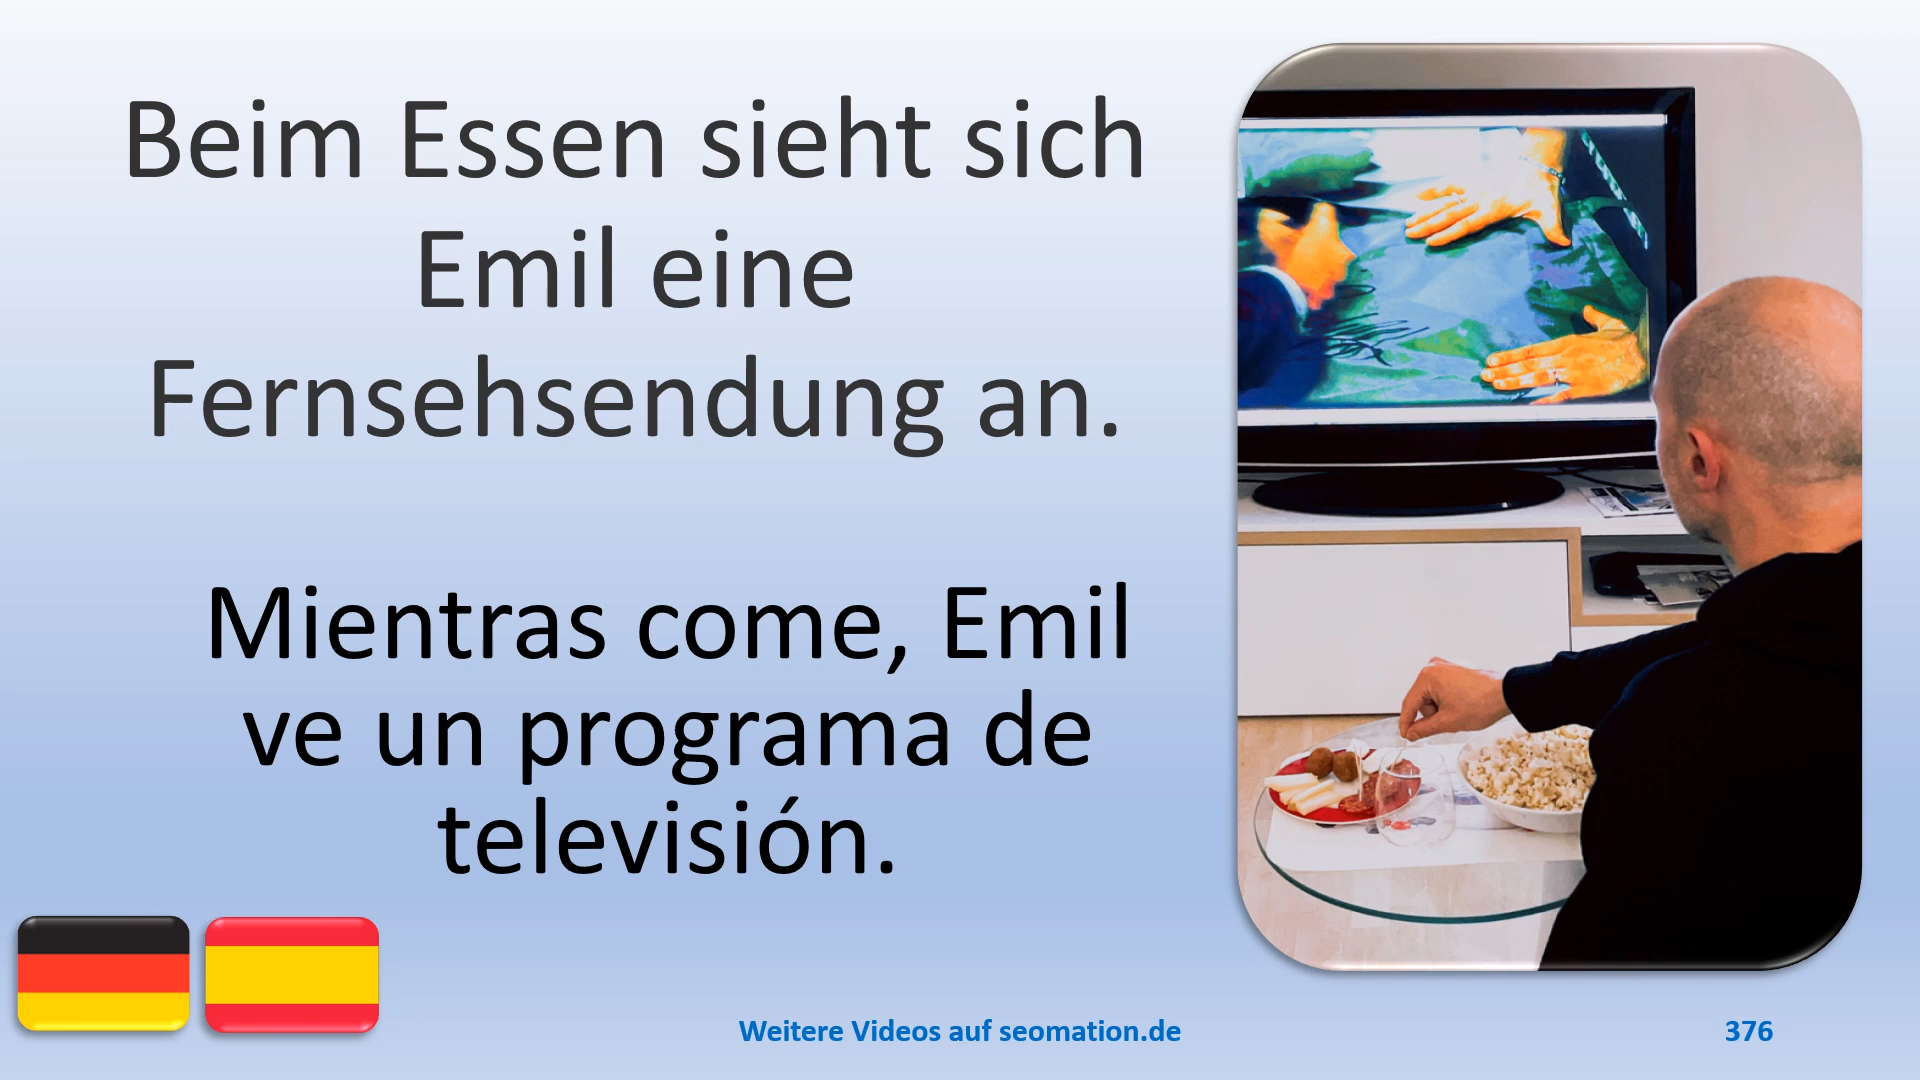 Beim Essen sieht sich
Emil eine
Fernsehsendung an.
Mientras come, Emil
ve un programa de
televisión.
Weitere Videos auf seomation.de
376